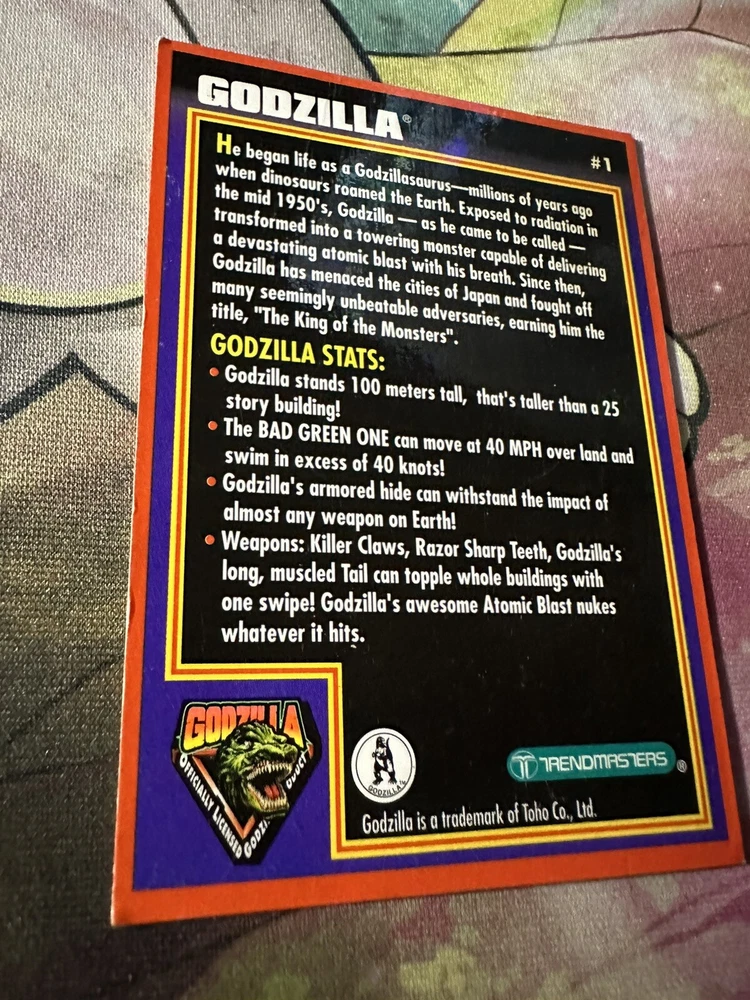 GODZILLA®
#1
He began life as a Godzillasaurus—millions of years ago
when dinosaurs roamed the Earth. Exposed to radiation in
the mid 1950's, Godzilla — as he came to be called —
transformed into a towering monster capable of delivering
a devastating atomic blast with his breath. Since then,
Godzilla has menaced the cities of Japan and fought off
many seemingly unbeatable adversaries, earning him the
title, "The King of the Monsters".
GODZILLA STATS:
• Godzilla stands 100 meters tall, that's taller than a 25
story building!
• The BAD GREEN ONE can move at 40 MPH over land and
swim in excess of 40 knots!
• Godzilla's armored hide can withstand the impact of
almost any weapon on Earth!
• Weapons: Killer Claws, Razor Sharp Teeth, Godzilla's
long, muscled Tail can topple whole buildings with
one swipe! Godzilla's awesome Atomic Blast nukes
whatever it hits.
GODZILLA
OFFICIALLY LICENSED
GODZILLA™
TRENDMASTERS®
Godzilla is a trademark of Toho Co., Ltd.